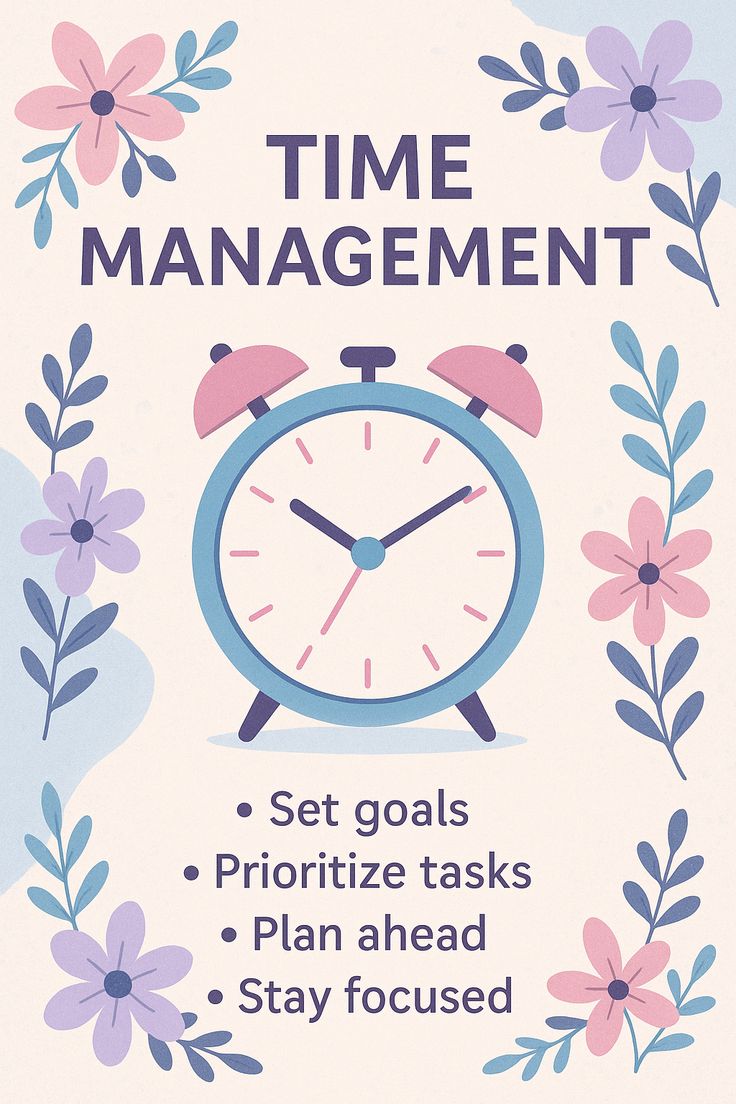 TIME
MANAGEMENT
• Set goals
• Prioritize tasks
• Plan ahead
• Stay focused